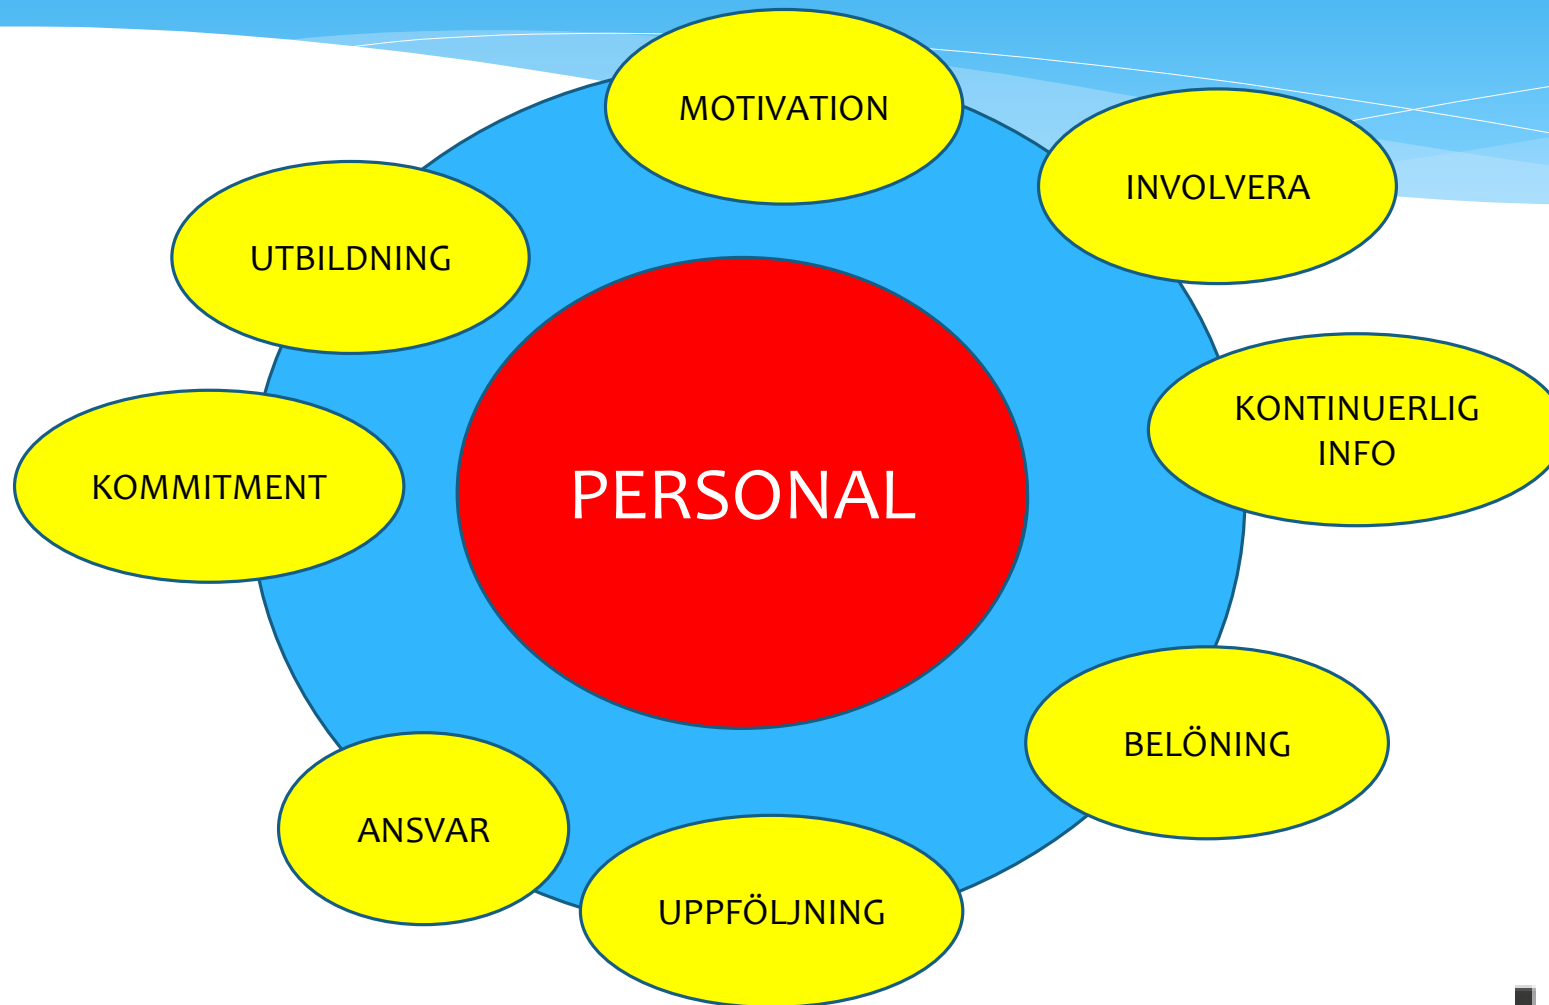 MOTIVATION
INVOLVERA
UTBILDNING
KONTINUERLIG
INFO
KOMMITMENT
PERSONAL
BELÖNING
ANSVAR
UPPFÖLJNING